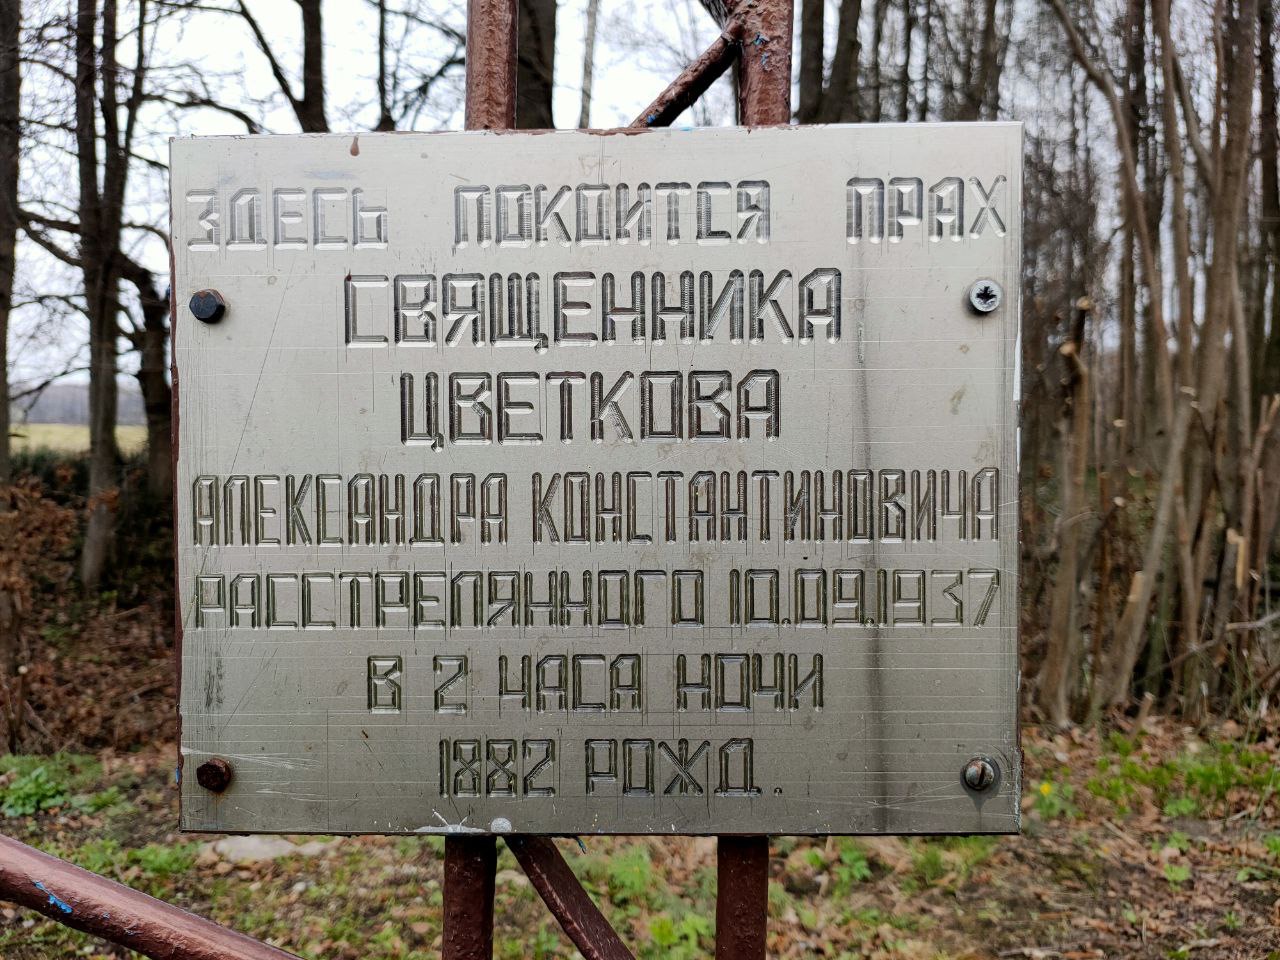 ЗДЕСЬ ПОКОИТСЯ ПРАХ
СВЯЩЕННИКА
ЦВЕТКОВА
АЛЕКСАНДРА КОНСТАНТИНОВИЧА
РАССТРЕЛЯННОГО 10.09.1937
В 2 ЧАСА НОЧИ
1882 РОЖД.